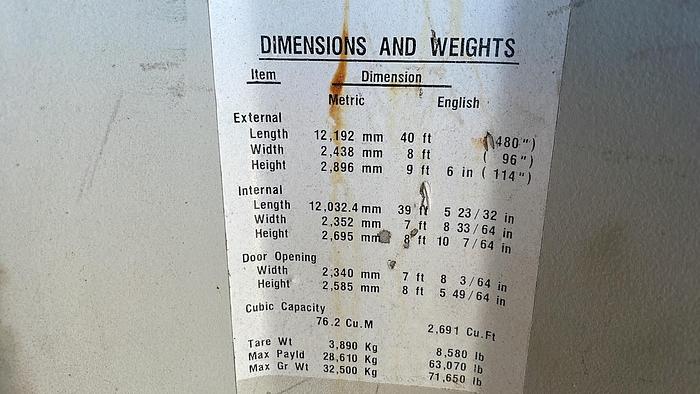 DIMENSIONS AND WEIGHTS
Item Dimension
Metric English
External
Length 12,192 mm 40 ft (480")
Width 2,438 mm 8 ft ( 96")
Height 2,896 mm 9 ft 6 in (114")
Internal
Length 12,032.4 mm 39 ft 5 23/32 in
Width 2,352 mm 7 ft 8 33/64 in
Height 2,695 mm 8 ft 10 7/64 in
Door Opening
Width 2,340 mm 7 ft 8 3/64 in
Height 2,585 mm 8 ft 5 49/64 in
Cubic Capacity
76.2 Cu.M 2,691 Cu.Ft
Tare Wt 3,890 Kg 8,580 lb
Max Payld 28,610 Kg 63,070 lb
Max Gr Wt 32,500 Kg 71,650 lb